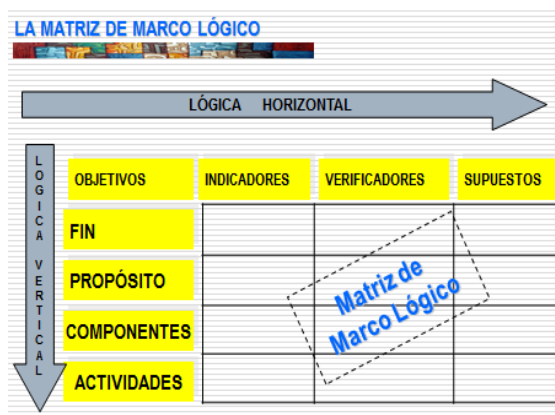 LA MATRIZ DE MARCO LÓGICO
LÓGICA HORIZONTAL
LOGICA VERTICAL
OBJETIVOS INDICADORES VERIFICADORES SUPUESTOS
FIN
PROPÓSITO
COMPONENTES
ACTIVIDADES
Matriz de
Marco Lógico